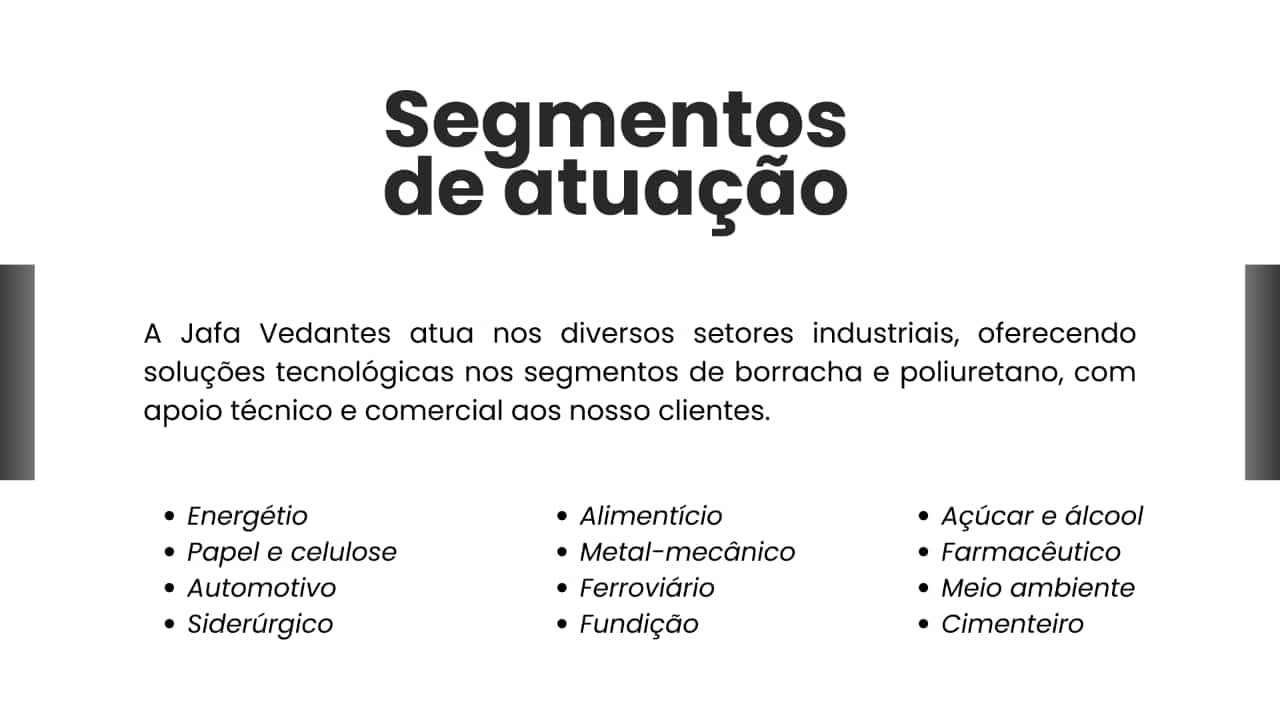 Segmentos
de atuação
A Jafa Vedantes atua nos diversos setores industriais, oferecendo
soluções tecnológicas nos segmentos de borracha e poliuretano, com
apoio técnico e comercial aos nosso clientes.
• Energétio
• Papel e celulose
• Automotivo
• Siderúrgico
• Alimentício
• Metal-mecânico
• Ferroviário
• Fundição
• Açúcar e álcool
• Farmacêutico
• Meio ambiente
• Cimenteiro